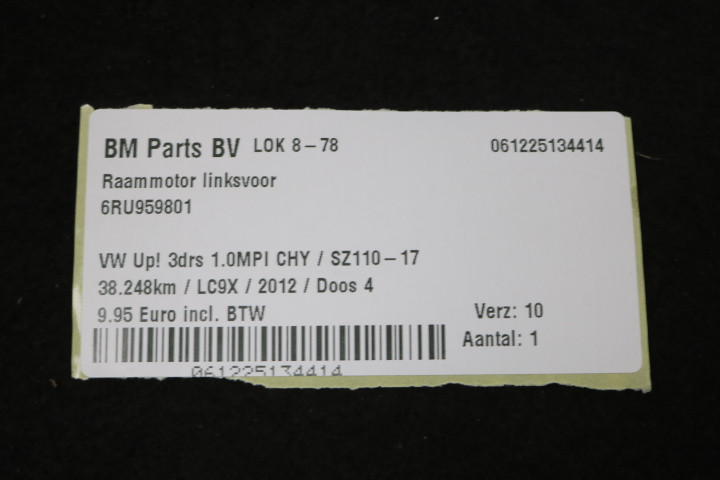 BM Parts BV LOK 8-78 061225134414
Raammotor linksvoor
6RU959801
VW Up! 3drs 1.0MPI CHY / SZ110-17
38.248km / LC9X / 2012 / Doos 4
9.95 Euro incl. BTW Verz: 10
Aantal: 1
061225134414